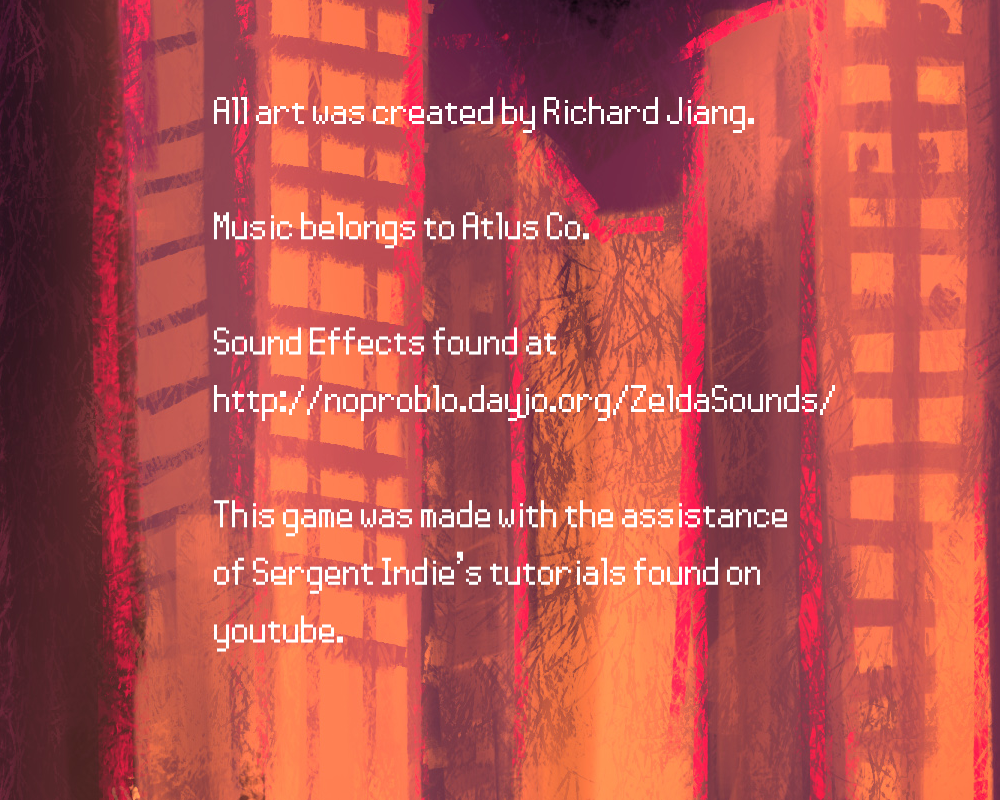 All art was created by Richard Jiang.
Music belongs to Atlus Co.
Sound Effects found at
http://noproblo.dayjo.org/ZeldaSounds/
This game was made with the assistance
of Sergent Indie's tutorials found on
youtube.